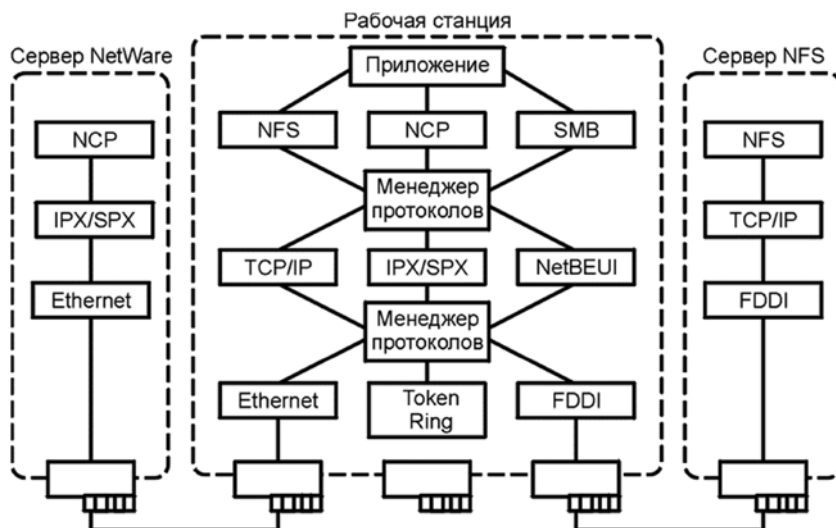 Рабочая станция
Сервер NetWare
Сервер NFS
Приложение
NCP
NFS
NCP
SMB
NFS
Менеджер
протоколов
IPX/SPX
TCP/IP
TCP/IP
IPX/SPX
NetBEUI
Ethernet
FDDI
Менеджер
протоколов
Ethernet
Token
Ring
FDDI